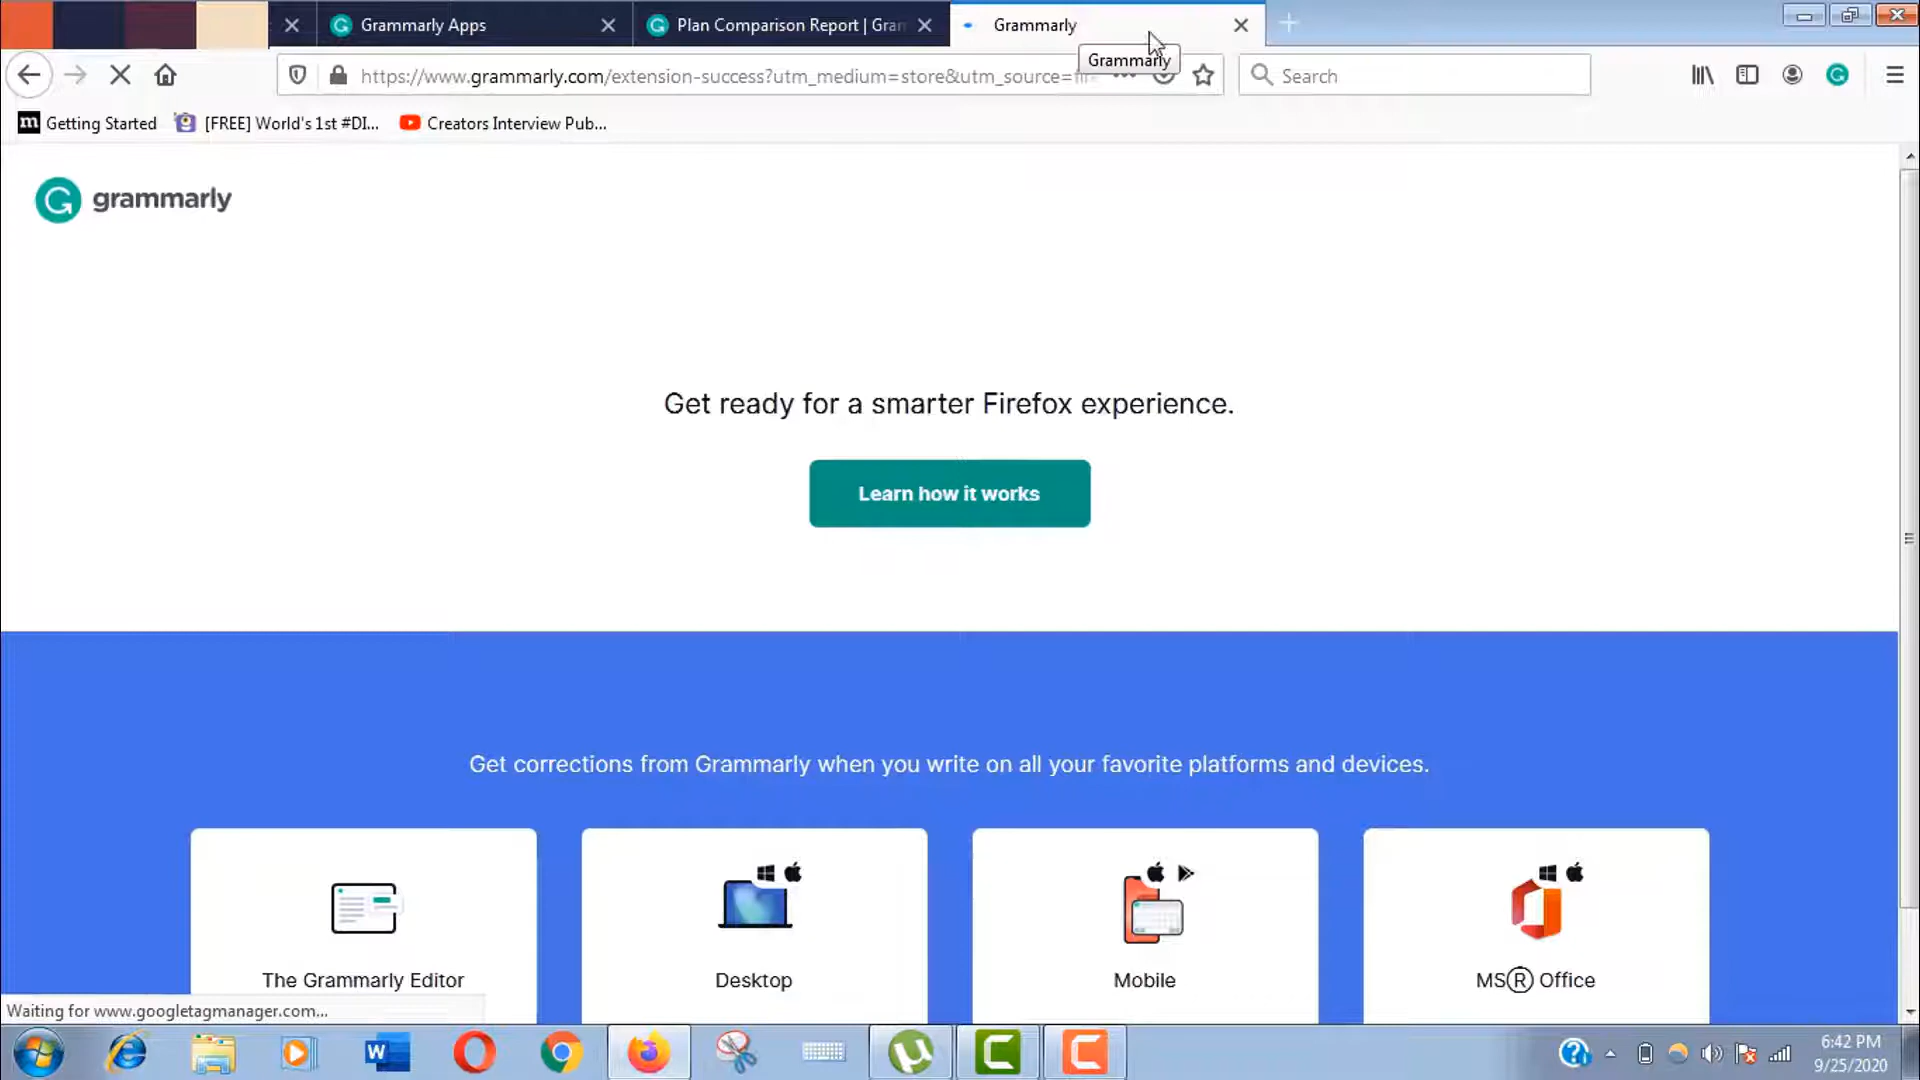 Grammarly Apps
Plan Comparison Report | Gran
Grammarly
https://www.grammarly.com/extension-success?utm_medium=store&utm_source=fi
Grammarly
Search
Getting Started
[FREE] World's 1st #DI...
Creators Interview Pub...
grammarly
Get ready for a smarter Firefox experience.
Learn how it works
Get corrections from Grammarly when you write on all your favorite platforms and devices.
The Grammarly Editor
Desktop
Mobile
MS® Office
Waiting for www.googletagmanager.com...
6:42 PM
9/25/2020